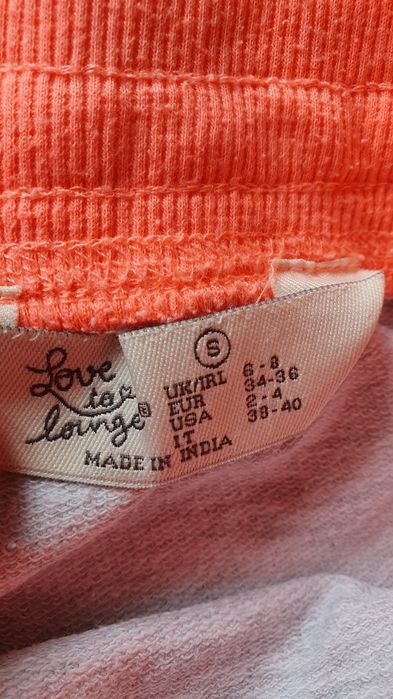 Love
to
lounge®
S
UK/IRL 6-8
EUR 34-36
USA 2-4
IT 38-40
MADE IN INDIA